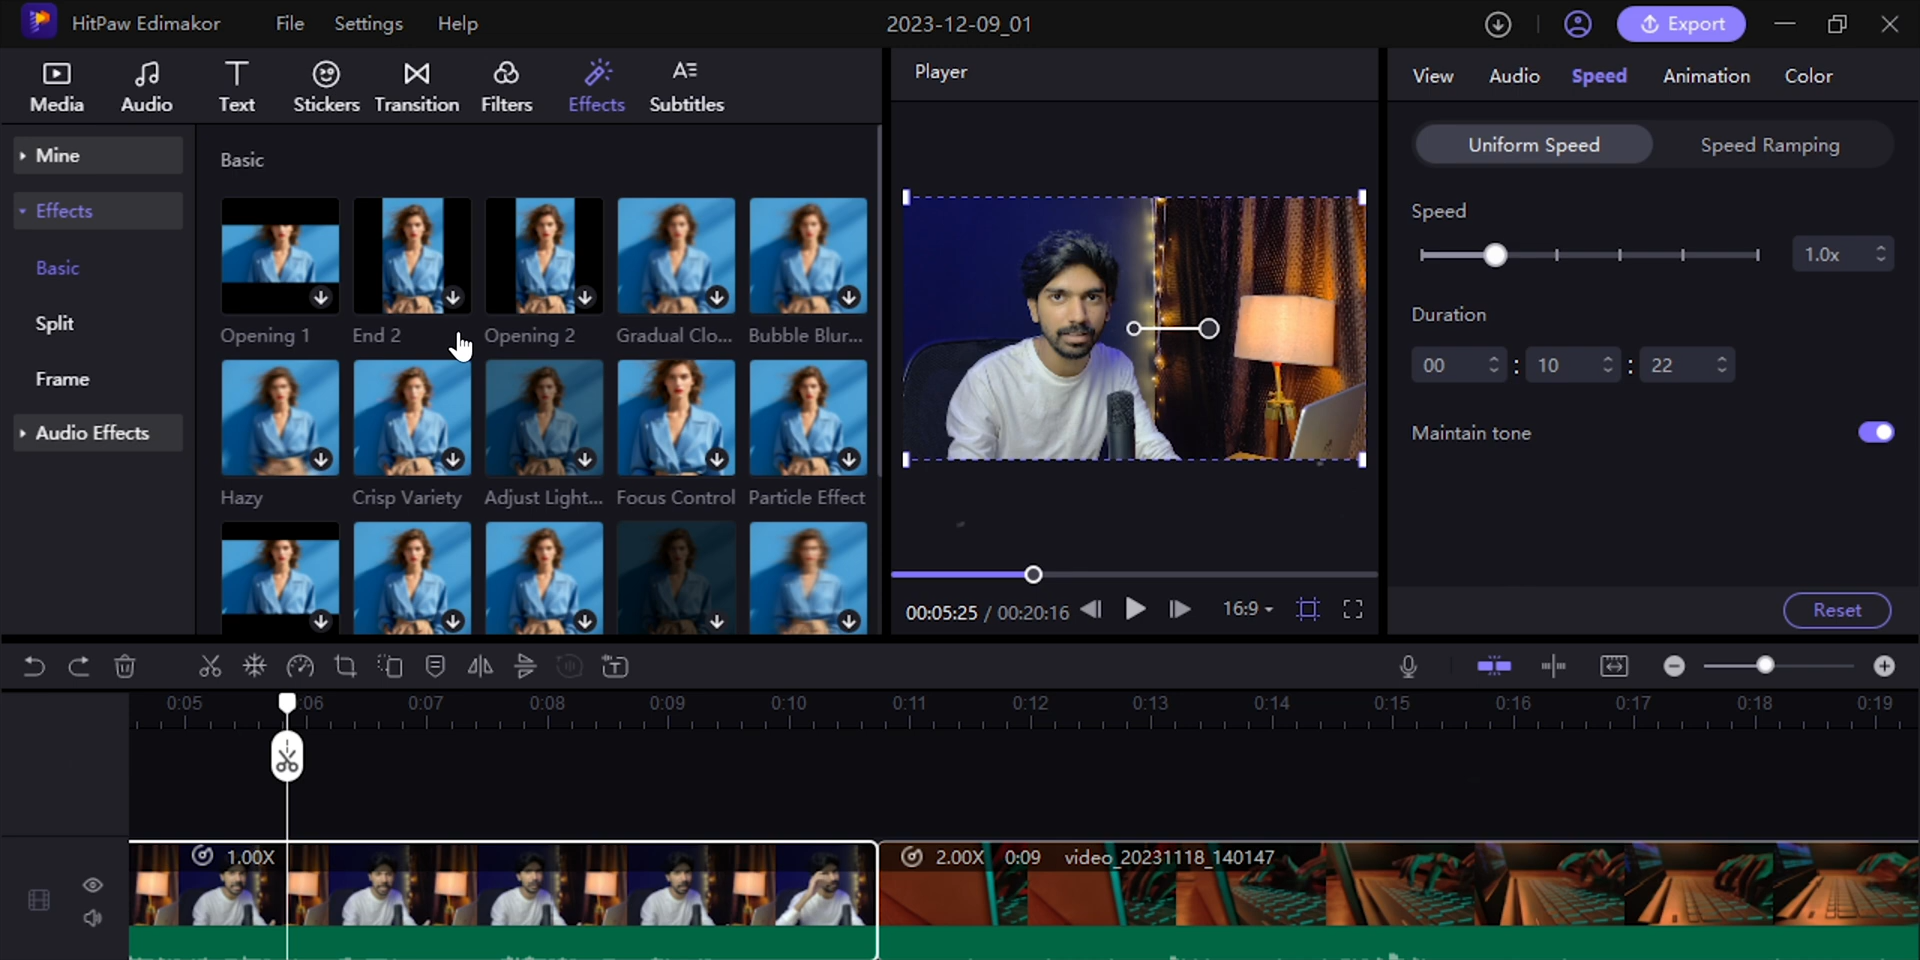 HitPaw Edimakor File Settings Help 2023-12-09_01 Export
Media Audio Text Stickers Transition Filters Effects Subtitles
Player
View Audio Speed Animation Color
Mine
Effects
Basic
Split
Frame
Audio Effects
Basic
Opening 1 End 2 Opening 2 Gradual Clo... Bubble Blur...
Hazy Crisp Variety Adjust Light... Focus Control Particle Effect
00:05:25 / 00:20:16 16:9
Uniform Speed Speed Ramping
Speed
1.0x
Duration
00 : 10 : 22
Maintain tone
Reset
0:05 :06 0:07 0:08 0:09 0:10 0:11 0:12 0:13 0:14 0:15 0:16 0:17 0:18 0:19
1.00X 2.00X 0:09 video_20231118_140147